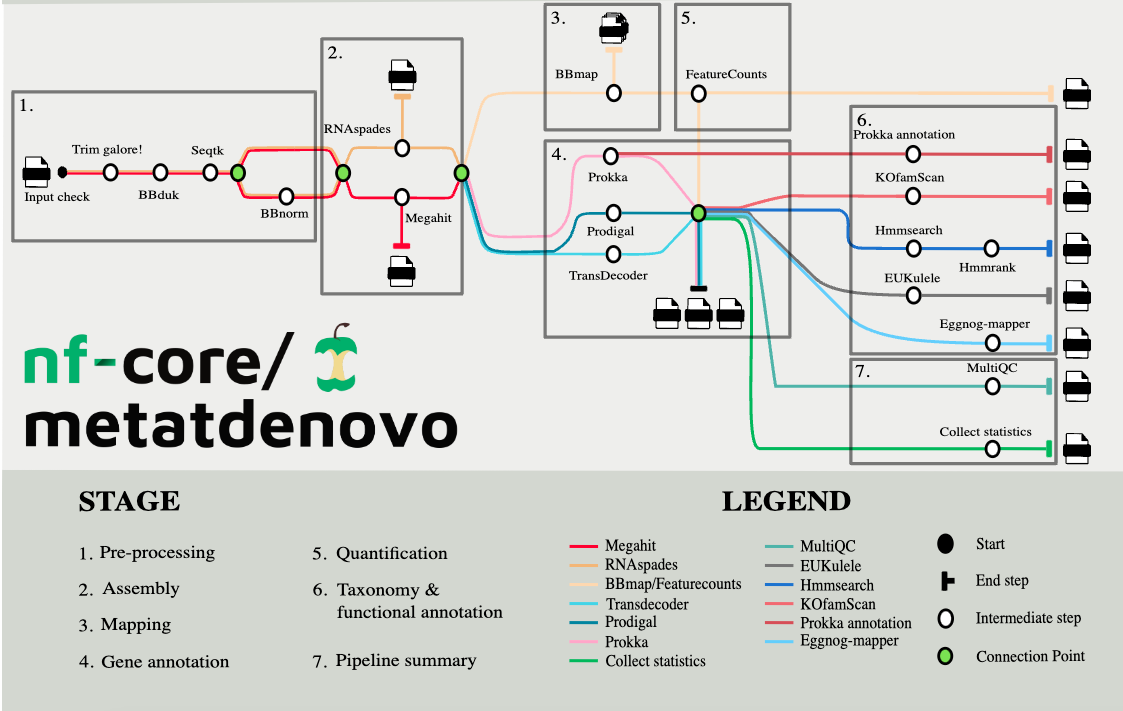 1.
Input check
Trim galore!
BBduk
Seqtk
BBnorm
2.
RNAspades
Megahit
3.
BBmap
5.
FeatureCounts
4.
Prokka
Prodigal
TransDecoder
6.
Prokka annotation
KOfamScan
Hmmsearch
Hmmrank
EUKulele
Eggnog-mapper
7.
MultiQC
Collect statistics
nf-core/
metatdenovo
STAGE
1. Pre-processing
2. Assembly
3. Mapping
4. Gene annotation
5. Quantification
6. Taxonomy &
functional annotation
7. Pipeline summary
LEGEND
Megahit
RNAspades
BBmap/Featurecounts
Transdecoder
Prodigal
Prokka
Collect statistics
MultiQC
EUKulele
Hmmsearch
KOfamScan
Prokka annotation
Eggnog-mapper
Start
End step
Intermediate step
Connection Point